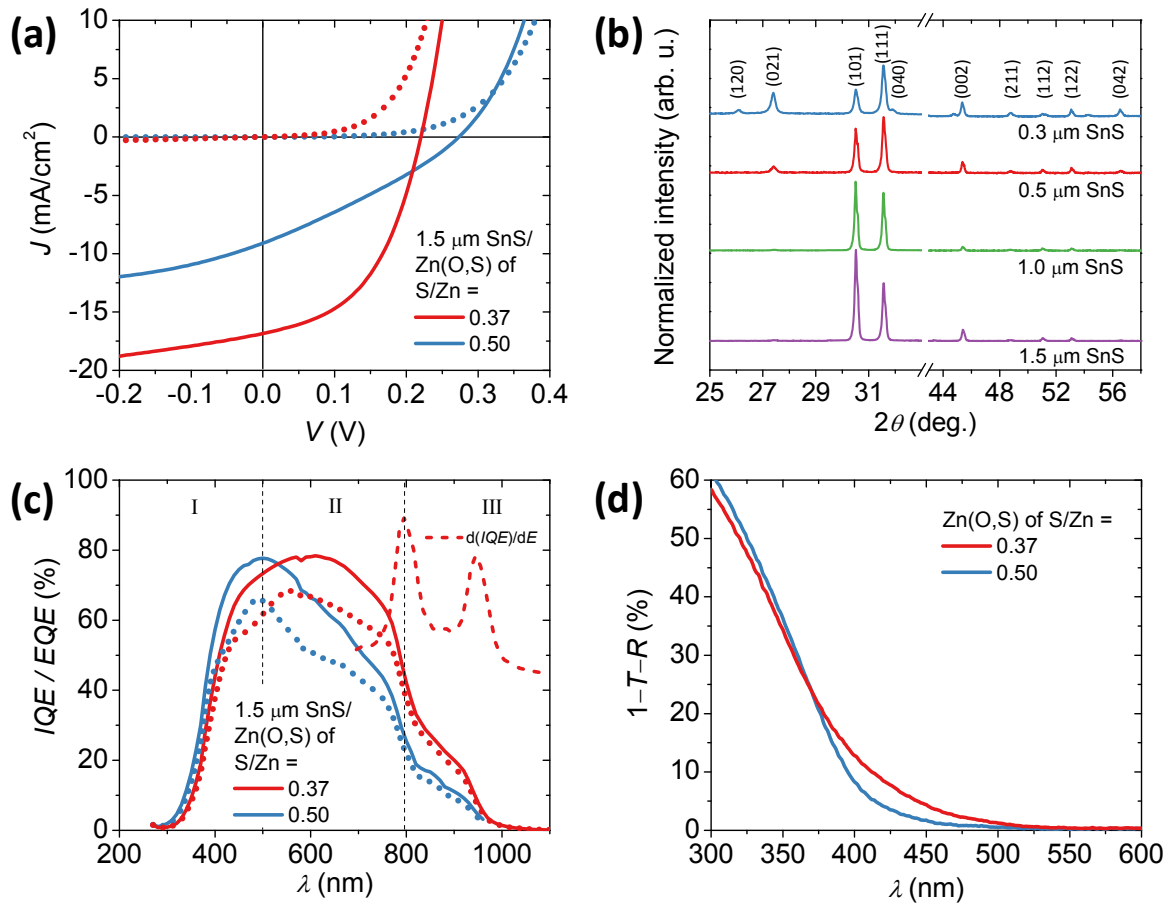 (a)
10
5
0
-5
-10
-15
-20
J (mA/cm²)
1.5 μm SnS/
Zn(O,S) of
S/Zn =
0.37
0.50
-0.2 -0.1 0.0 0.1 0.2 0.3 0.4
V (V)
(b)
Normalized intensity (arb. u.)
(120)
(021)
(101)
(111)
(040)
(002)
(211)
(112)
(122)
(042)
0.3 μm SnS
0.5 μm SnS
1.0 μm SnS
1.5 μm SnS
25 27 29 31 44 48 52 56
2θ (deg.)
(c)
100
80
60
40
20
0
IQE / EQE (%)
I II III
d(IQE)/dE
1.5 μm SnS/
Zn(O,S) of
S/Zn =
0.37
0.50
200 400 600 800 1000
λ (nm)
(d)
60
50
40
30
20
10
0
1–T–R (%)
Zn(O,S) of S/Zn =
0.37
0.50
300 350 400 450 500 550 600
λ (nm)